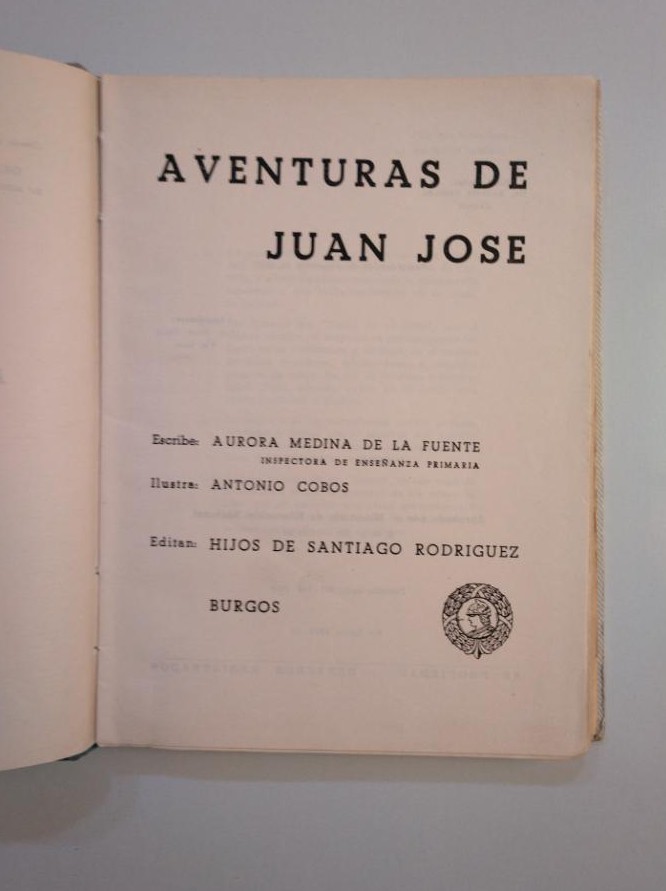 AVENTURAS DE
JUAN JOSE
Escribe: AURORA MEDINA DE LA FUENTE
INSPECTORA DE ENSEÑANZA PRIMARIA
Ilustra: ANTONIO COBOS
Editan: HIJOS DE SANTIAGO RODRIGUEZ
BURGOS